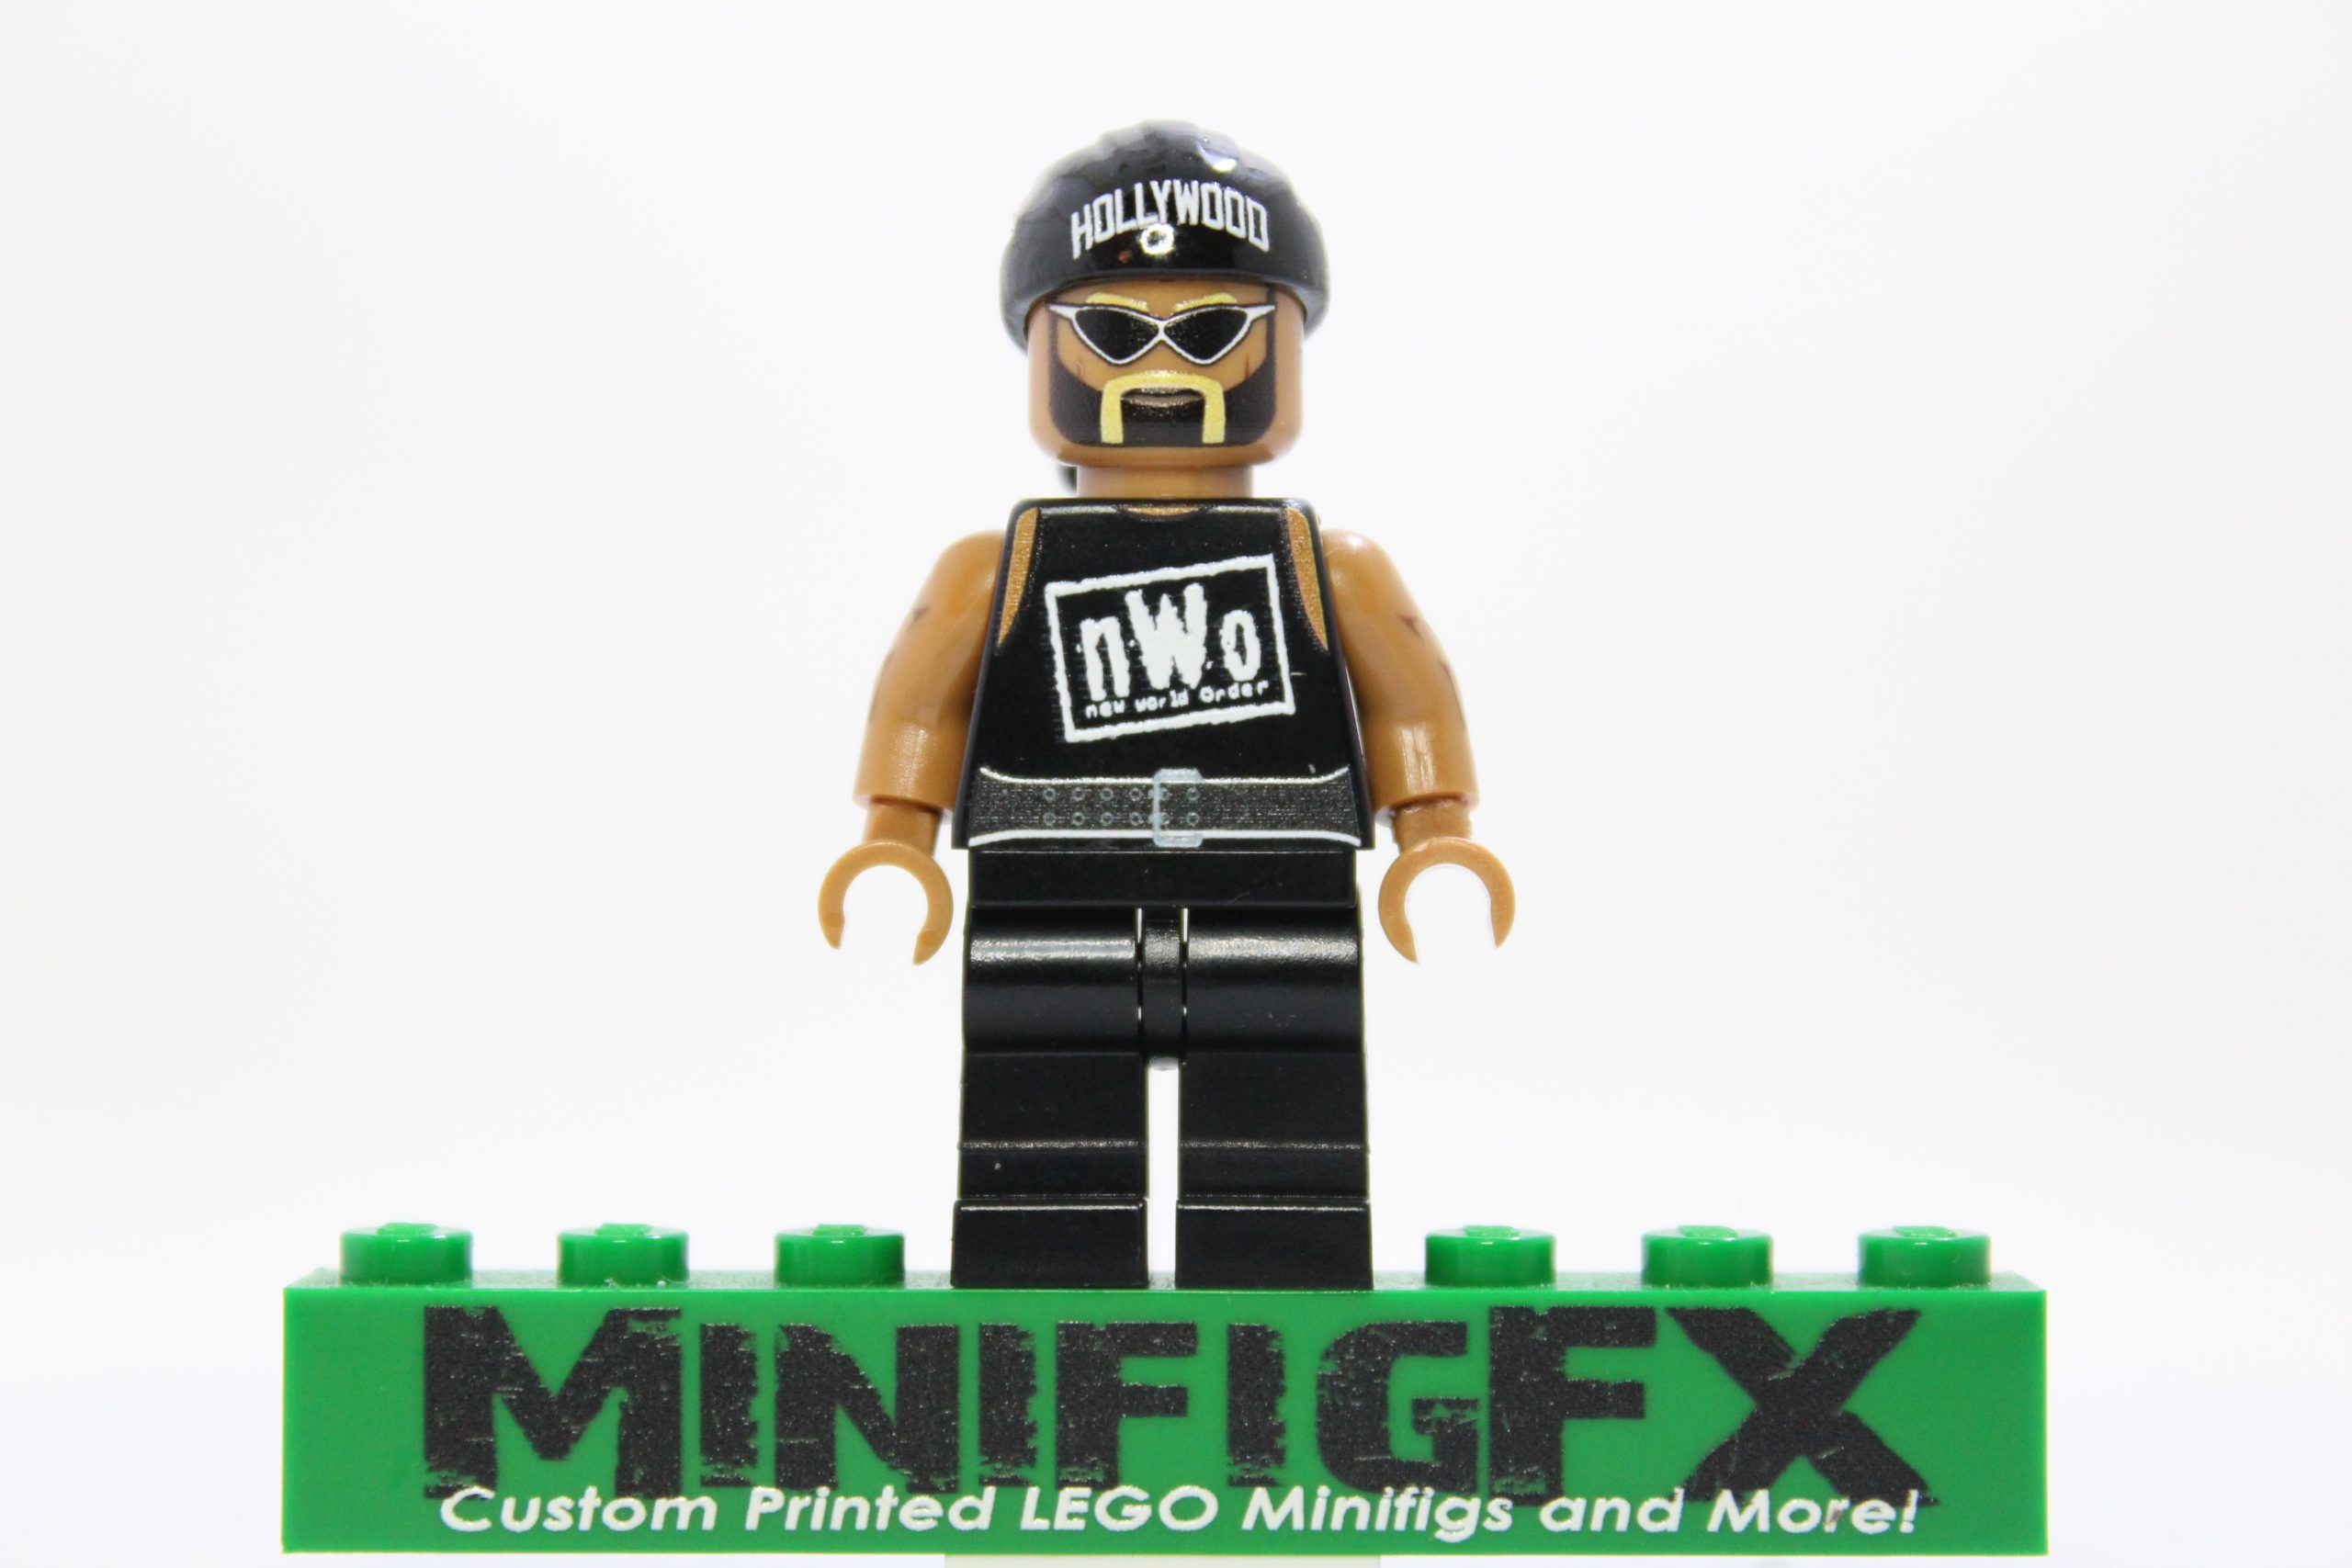 HOLLYWOOD
nWo
new world order
MINIFIGFX
Custom Printed LEGO Minifigs and More!